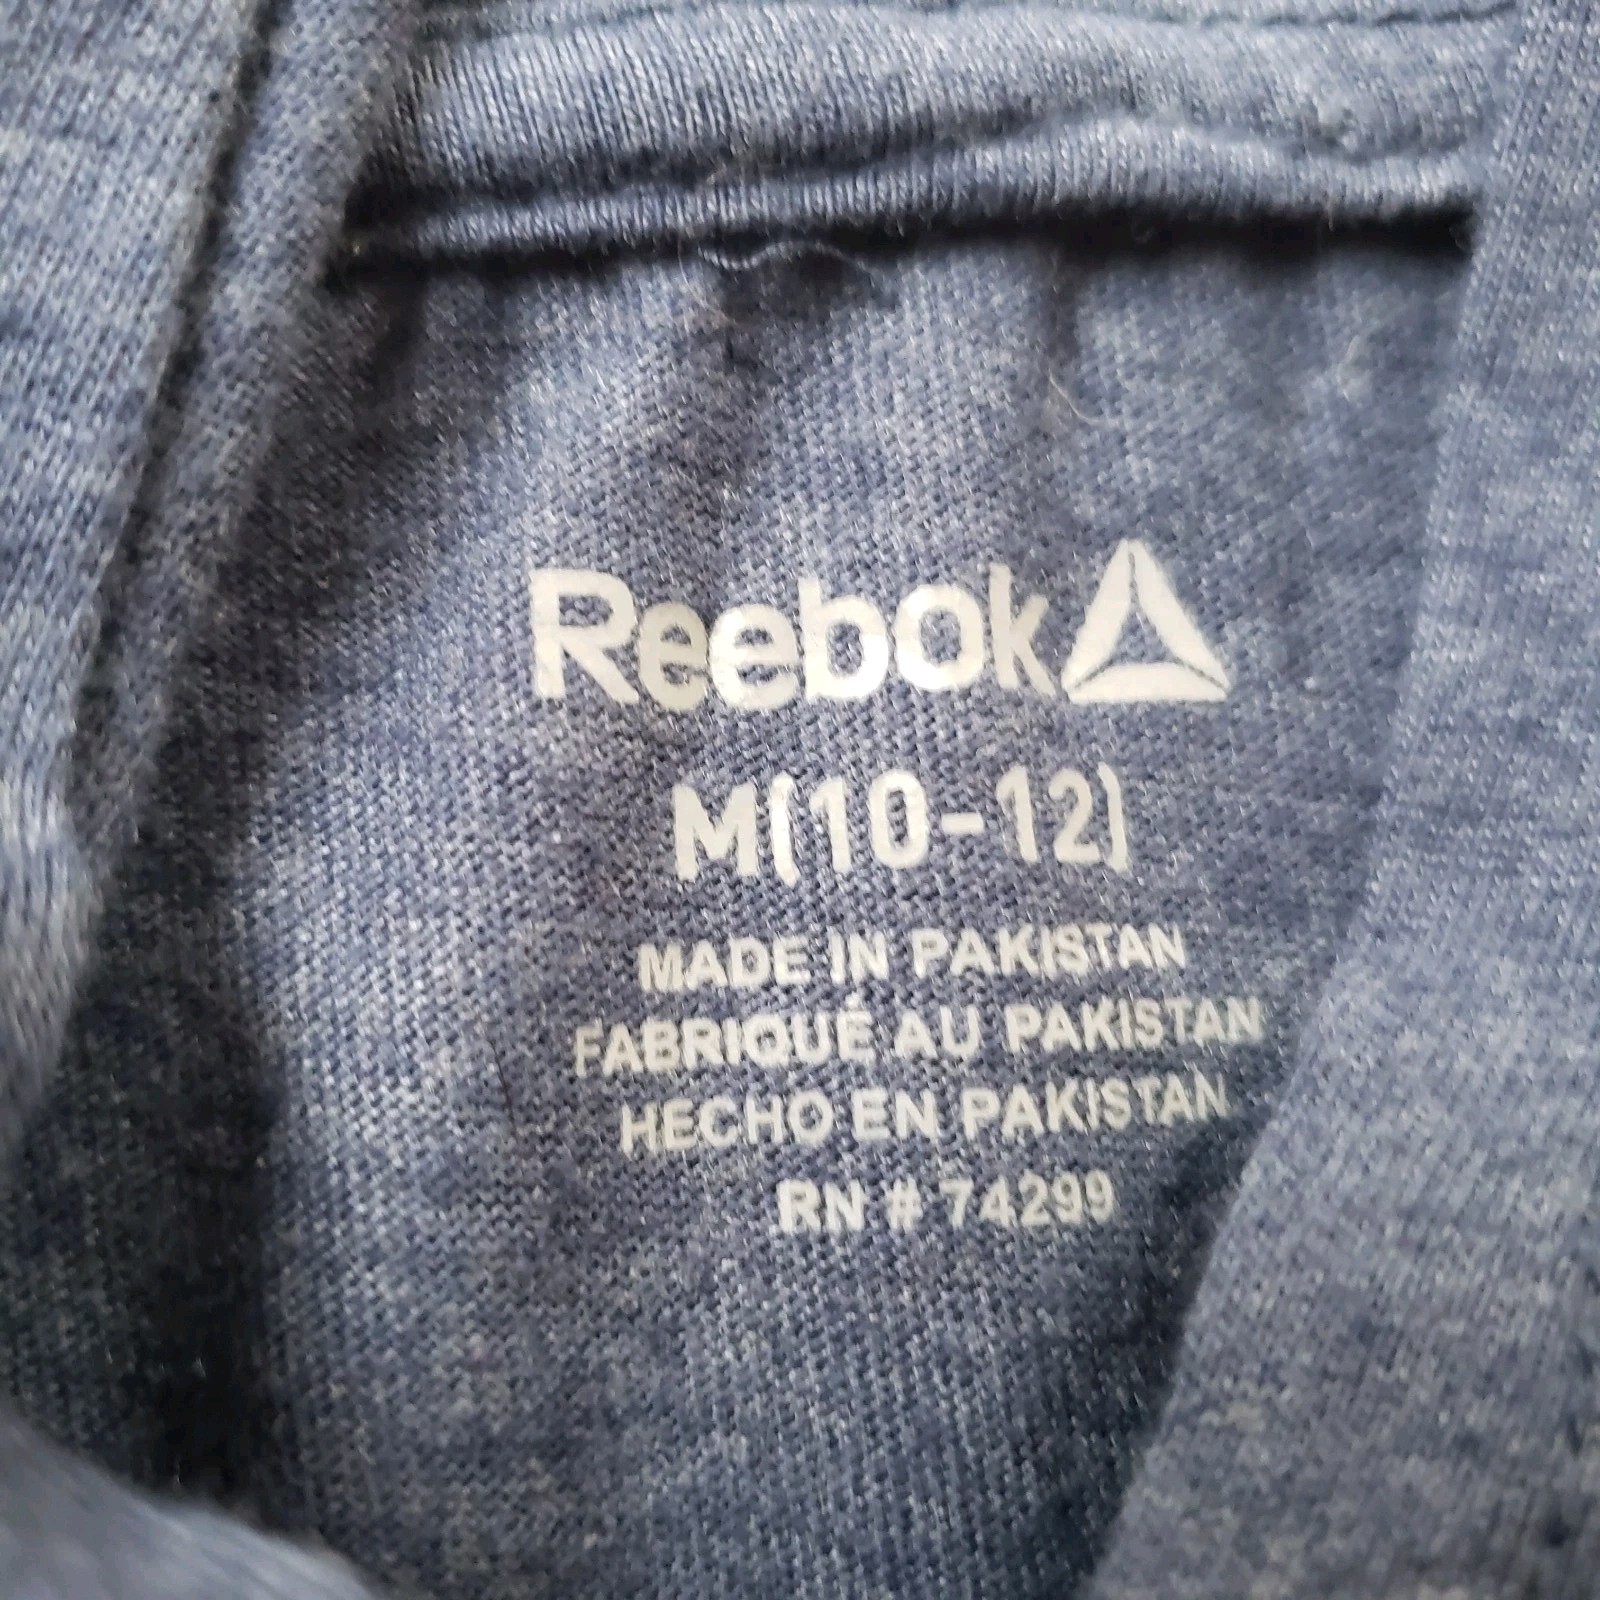 Reebok
M(10-12)
MADE IN PAKISTAN
FABRIQUÉ AU PAKISTAN
HECHO EN PAKISTAN
RN # 74299